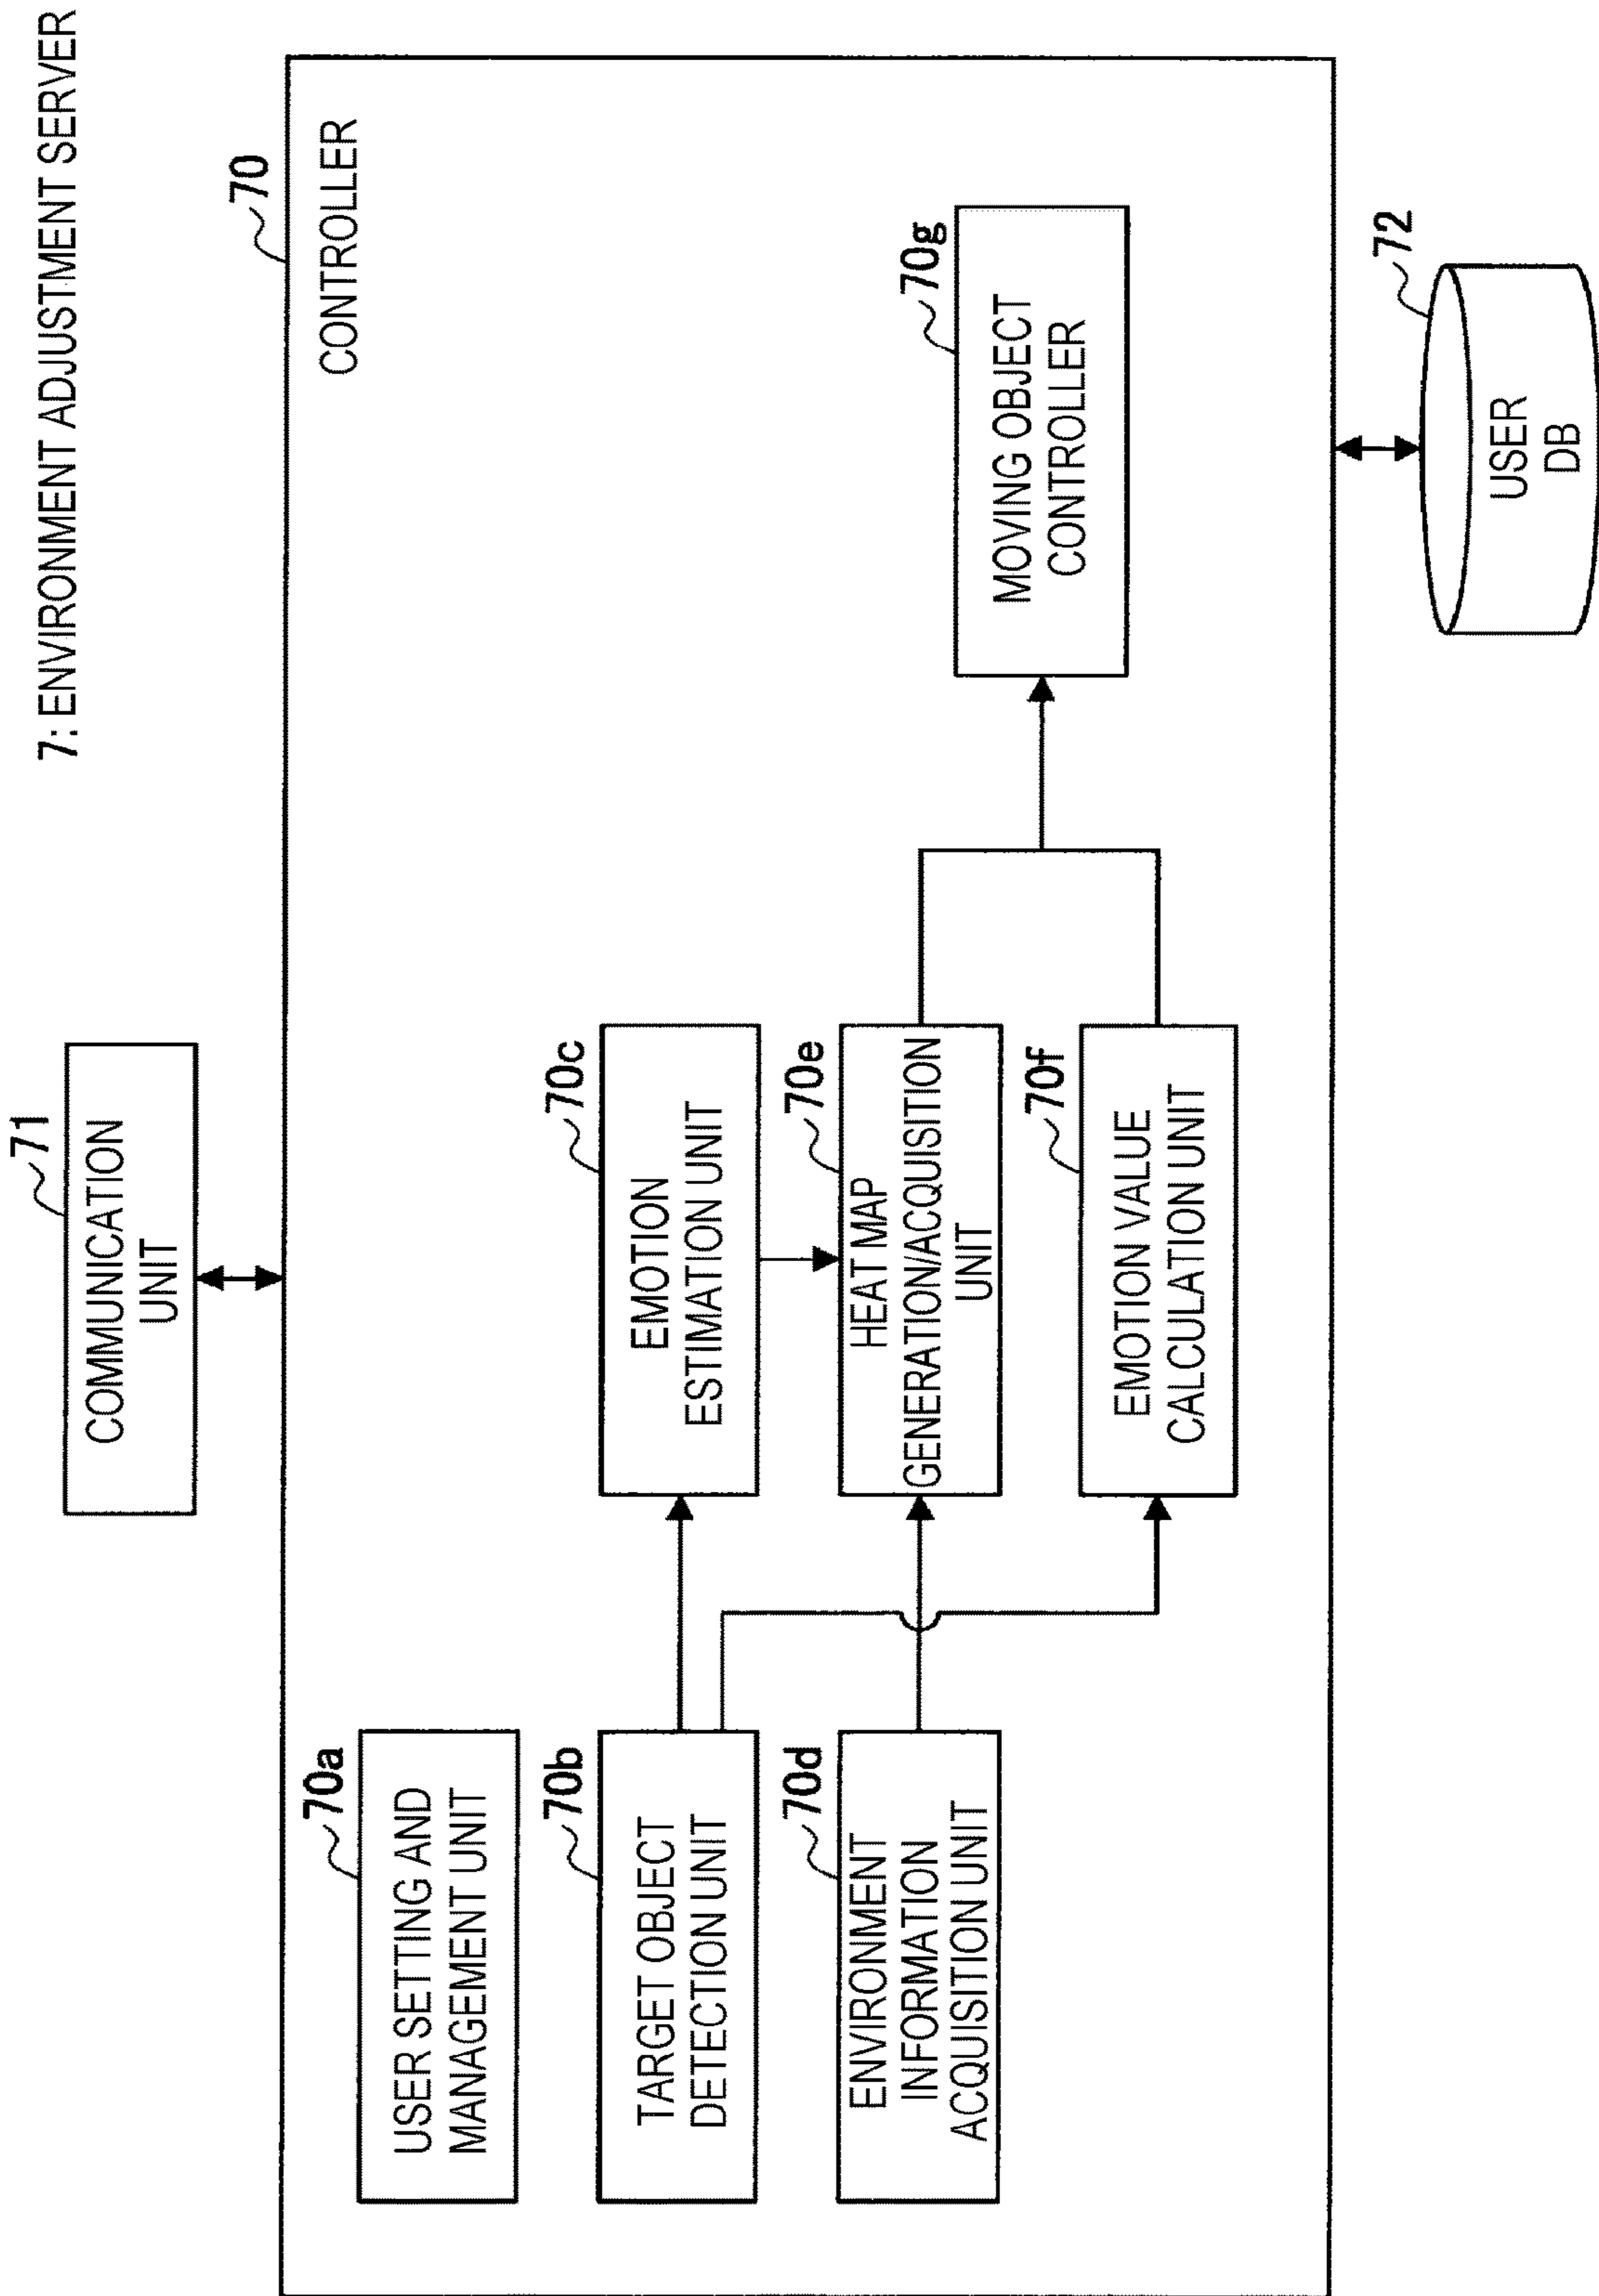 7: ENVIRONMENT ADJUSTMENT SERVER
71
COMMUNICATION
UNIT
70
CONTROLLER
70a
USER SETTING AND
MANAGEMENT UNIT
70b
TARGET OBJECT
DETECTION UNIT
70c
EMOTION
ESTIMATION UNIT
70d
ENVIRONMENT
INFORMATION
ACQUISITION UNIT
70e
HEAT MAP
GENERATION/ACQUISITION
UNIT
70f
EMOTION VALUE
CALCULATION UNIT
70g
MOVING OBJECT
CONTROLLER
72
USER
DB